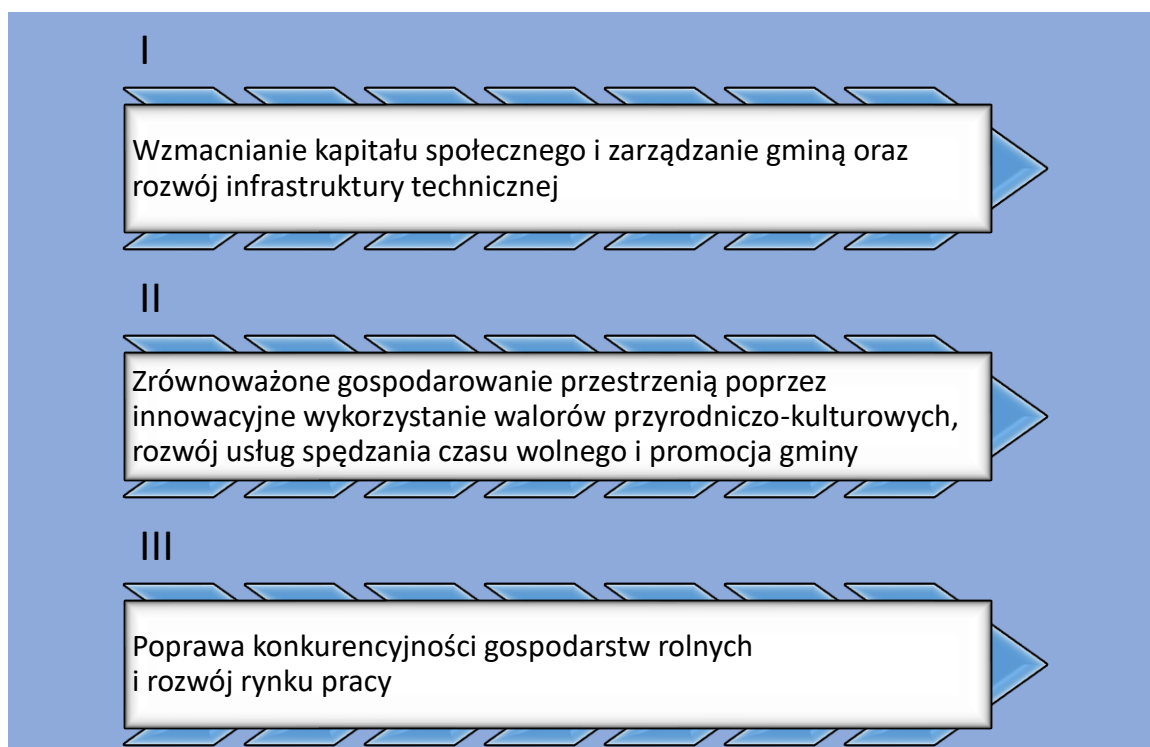 I
Wzmacnianie kapitału społecznego i zarządzanie gminą oraz
rozwój infrastruktury technicznej
II
Zrównoważone gospodarowanie przestrzenią poprzez
innowacyjne wykorzystanie walorów przyrodniczo-kulturowych,
rozwój usług spędzania czasu wolnego i promocja gminy
III
Poprawa konkurencyjności gospodarstw rolnych
i rozwój rynku pracy